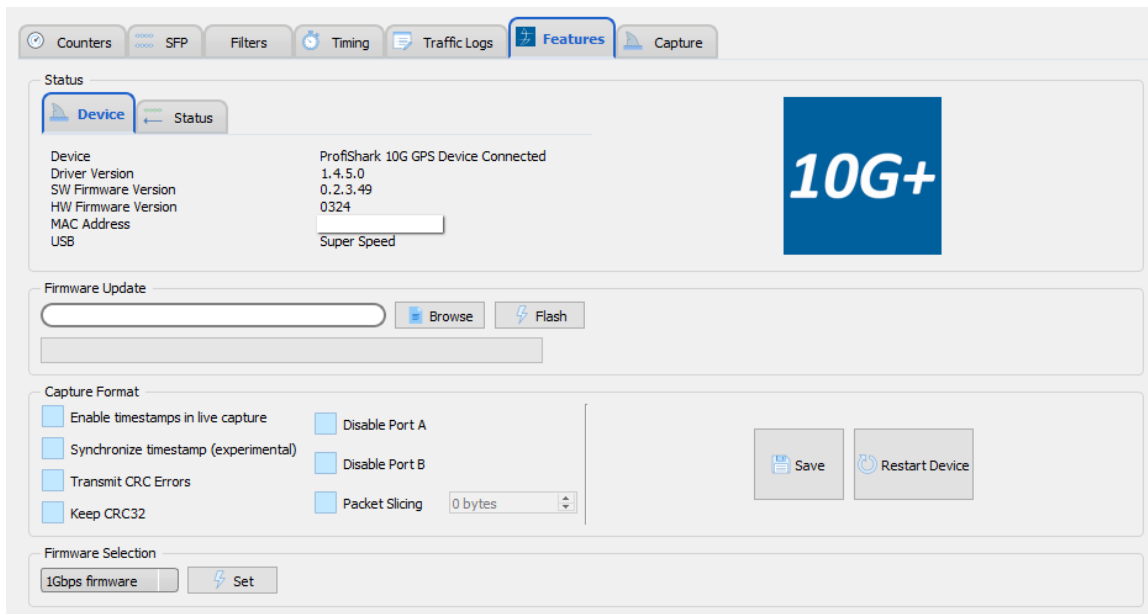 Counters SFP Filters Timing Traffic Logs Features Capture
Status
Device Status
Device ProfiShark 10G GPS Device Connected
Driver Version 1.4.5.0
SW Firmware Version 0.2.3.49
HW Firmware Version 0324
MAC Address
USB Super Speed
10G+
Firmware Update
Browse Flash
Capture Format
Enable timestamps in live capture
Synchronize timestamp (experimental)
Transmit CRC Errors
Keep CRC32
Disable Port A
Disable Port B
Packet Slicing 0 bytes
Save Restart Device
Firmware Selection
1Gbps firmware Set